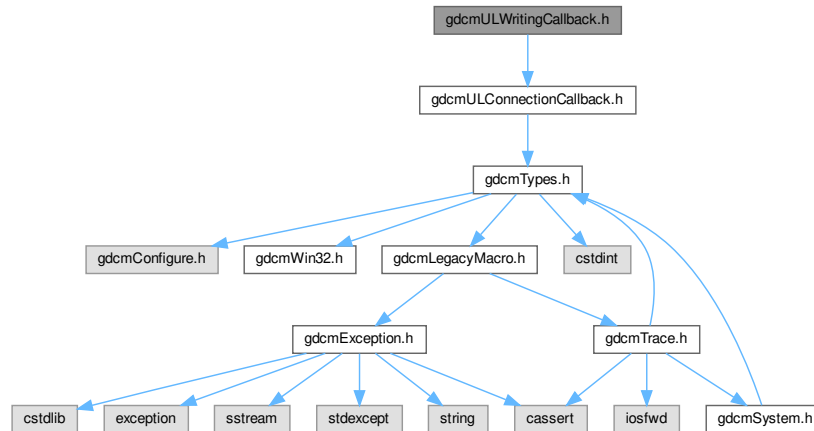 gdcmULWritingCallback.h
gdcmULConnectionCallback.h
gdcmTypes.h
gdcmConfigure.h
gdcmWin32.h
gdcmLegacyMacro.h
cstdint
gdcmException.h
gdcmTrace.h
cstdlib
exception
sstream
stdexcept
string
cassert
iosfwd
gdcmSystem.h